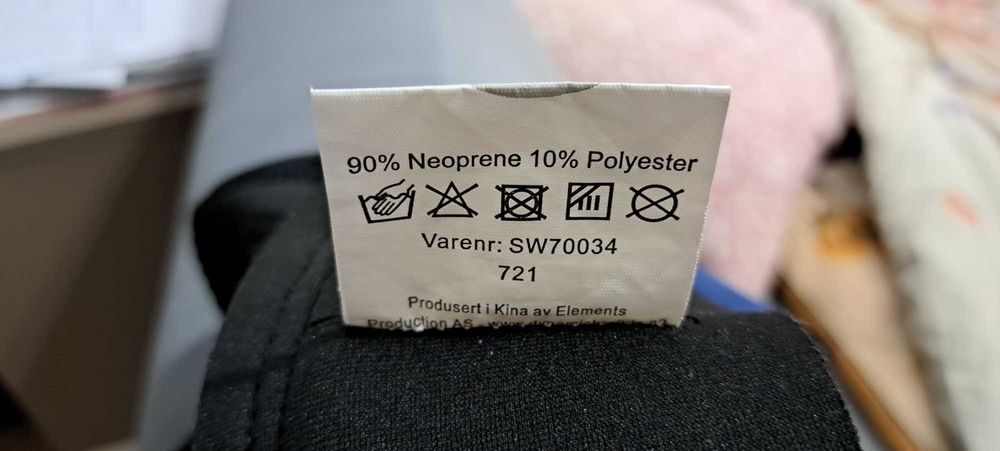 90% Neoprene 10% Polyester
Varenr: SW70034
721
Produsert i Kina av Elements
Production AS -